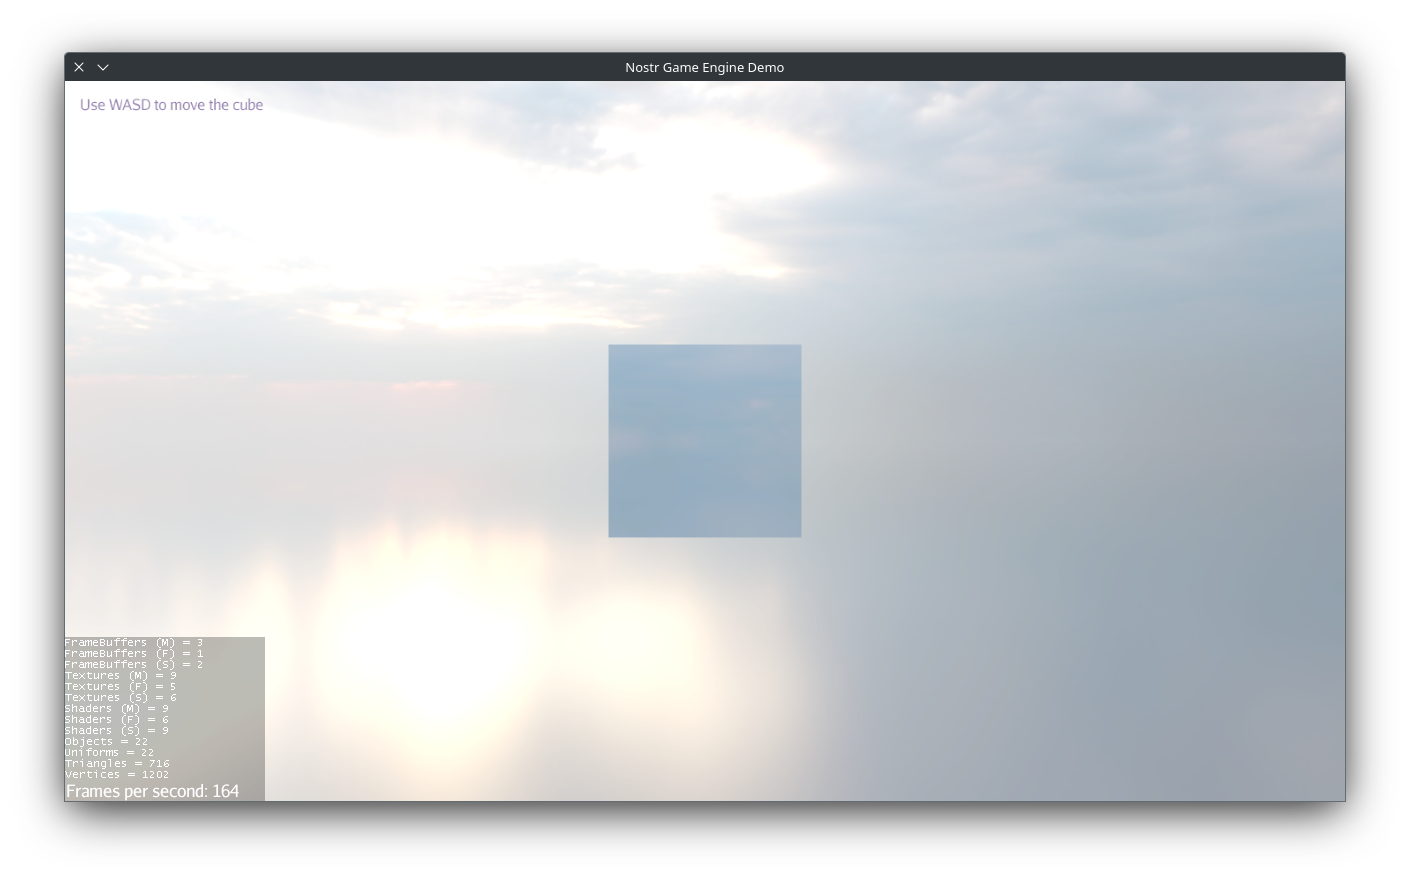 Nostr Game Engine Demo
Use WASD to move the cube
FrameBuffers (M) = 3
FrameBuffers (F) = 1
FrameBuffers (S) = 2
Textures (M) = 9
Textures (F) = 5
Textures (S) = 6
Shaders (M) = 9
Shaders (F) = 6
Shaders (S) = 9
Objects = 22
Uniforms = 22
Triangles = 716
Vertices = 1202
Frames per second: 164